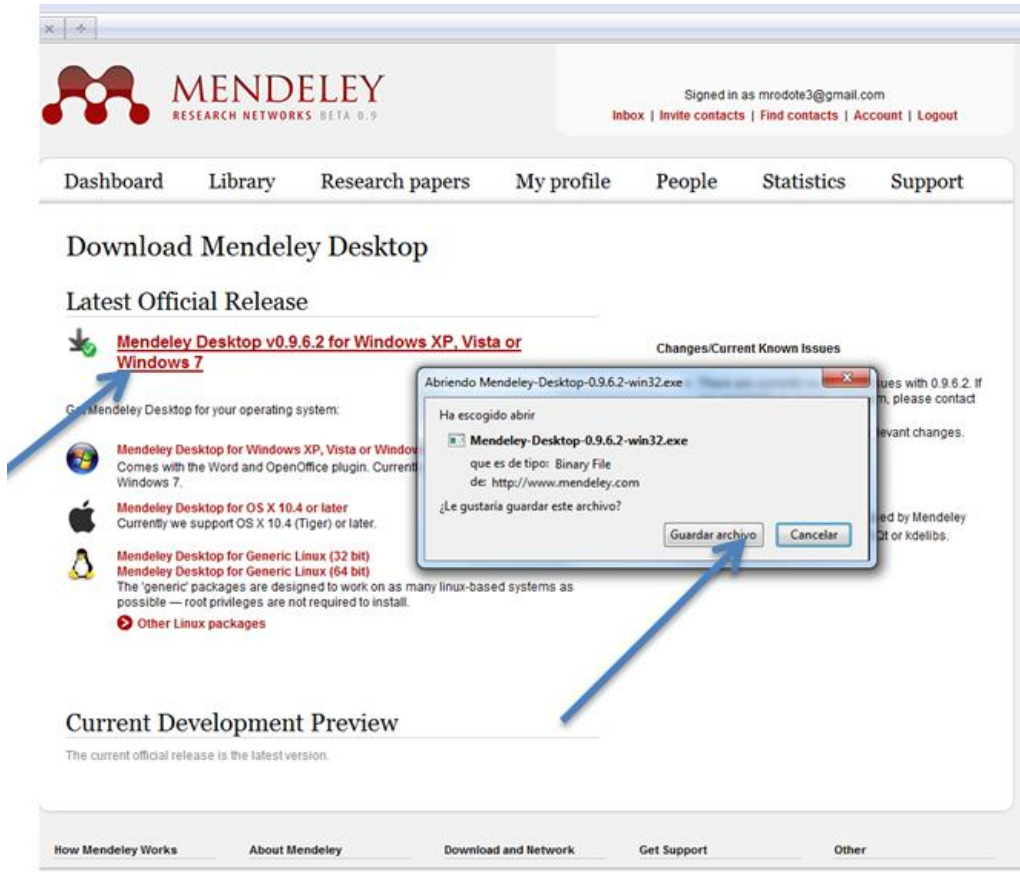 MENDELEY
RESEARCH NETWORKS BETA 0.9
Signed in as mrodote3@gmail.com
Inbox | Invite contacts | Find contacts | Account | Logout
Dashboard Library Research papers My profile People Statistics Support
Download Mendeley Desktop
Latest Official Release
Mendeley Desktop v0.9.6.2 for Windows XP, Vista or
Windows 7
Changes/Current Known Issues
ues with 0.9.6.2. If
m, please contact
levant changes.
Mendeley Desktop for your operating system:
Mendeley Desktop for Windows XP, Vista or Window
Comes with the Word and OpenOffice plugin. Current
Windows 7.
Mendeley Desktop for OS X 10.4 or later
Currently we support OS X 10.4 (Tiger) or later.
Mendeley Desktop for Generic Linux (32 bit)
Mendeley Desktop for Generic Linux (64 bit)
The 'generic' packages are designed to work on as many linux-based systems as
possible — root privileges are not required to install.
Other Linux packages
ed by Mendeley
Qt or kdelibs.
Abriendo Mendeley-Desktop-0.9.6.2-win32.exe
Ha escogido abrir
Mendeley-Desktop-0.9.6.2-win32.exe
que es de tipo: Binary File
de: http://www.mendeley.com
¿Le gustaría guardar este archivo?
Guardar archivo Cancelar
Current Development Preview
The current official release is the latest version.
How Mendeley Works About Mendeley Download and Network Get Support Other